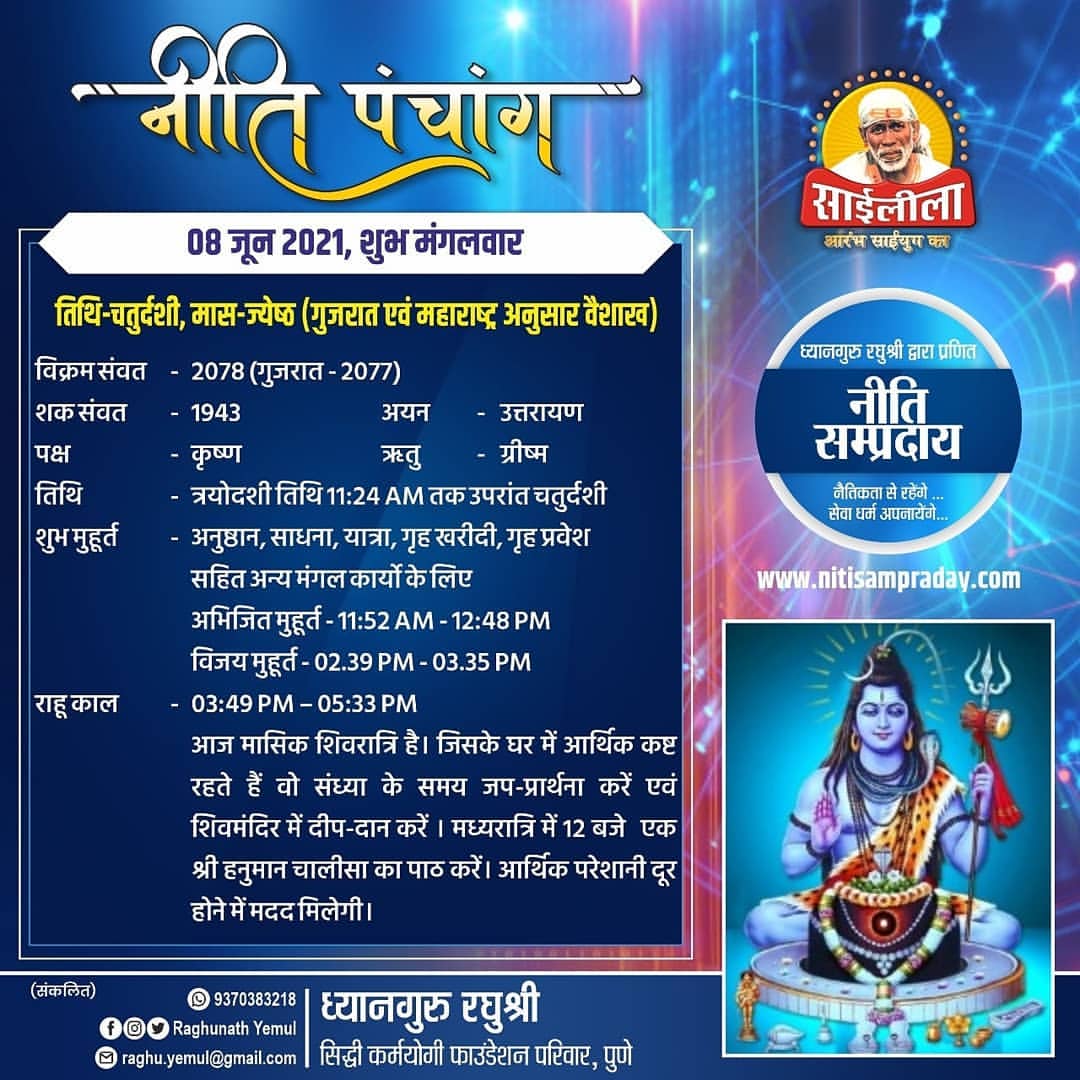 नीति पंचांग
साईलीला
आरंभ साईयुग का
08 जून 2021, शुभ मंगलवार
तिथि-चतुर्दशी, मास-ज्येष्ठ (गुजरात एवं महाराष्ट्र अनुसार वैशाख)
विक्रम संवत - 2078 (गुजरात - 2077)
शक संवत - 1943 अयन - उत्तरायण
पक्ष - कृष्ण ऋतु - ग्रीष्म
तिथि - त्रयोदशी तिथि 11:24 AM तक उपरांत चतुर्दशी
शुभ मुहूर्त - अनुष्ठान, साधना, यात्रा, गृह खरीदी, गृह प्रवेश
सहित अन्य मंगल कार्यो के लिए
अभिजित मुहूर्त - 11:52 AM - 12:48 PM
विजय मुहूर्त - 02.39 PM - 03.35 PM
राहू काल - 03:49 PM – 05:33 PM
आज मासिक शिवरात्रि है। जिसके घर में आर्थिक कष्ट
रहते हैं वो संध्या के समय जप-प्रार्थना करें एवं
शिवमंदिर में दीप-दान करें । मध्यरात्रि में 12 बजे एक
श्री हनुमान चालीसा का पाठ करें। आर्थिक परेशानी दूर
होने में मदद मिलेगी।
ध्यानगुरु रघुश्री द्वारा प्रणित
नीति
सम्प्रदाय
नैतिकता से रहेंगे ...
सेवा धर्म अपनायेंगे...
www.nitisampraday.com
(संकलित)
9370383218
Raghunath Yemul
raghu.yemul@gmail.com
ध्यानगुरु रघुश्री
सिद्धी कर्मयोगी फाउंडेशन परिवार, पुणे